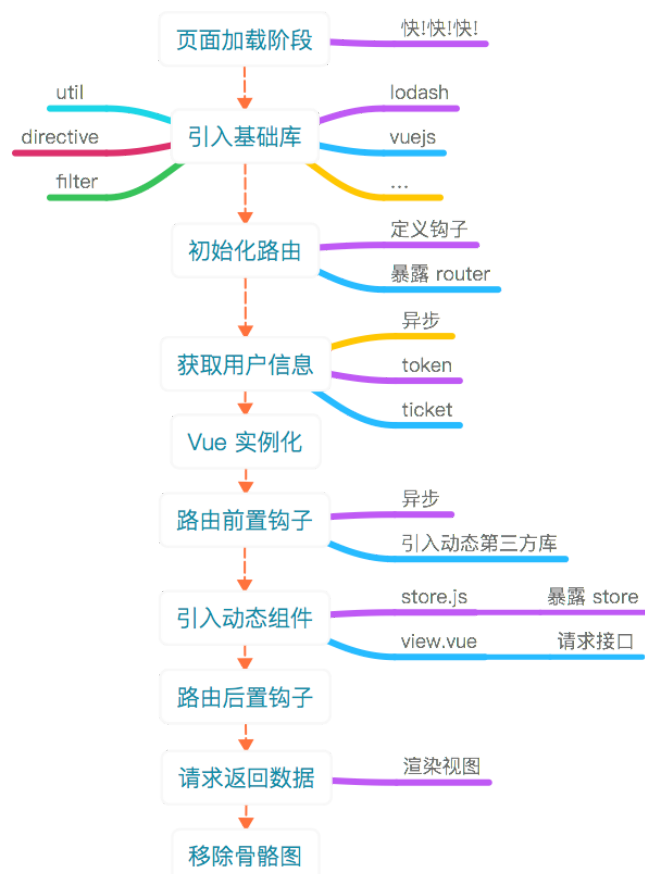 页面加载阶段
快!快!快!
util
directive
filter
引入基础库
lodash
vuejs
...
初始化路由
定义钩子
暴露 router
获取用户信息
异步
token
ticket
Vue 实例化
路由前置钩子
异步
引入动态第三方库
引入动态组件
store.js
暴露 store
view.vue
请求接口
路由后置钩子
请求返回数据
渲染视图
移除骨骼图